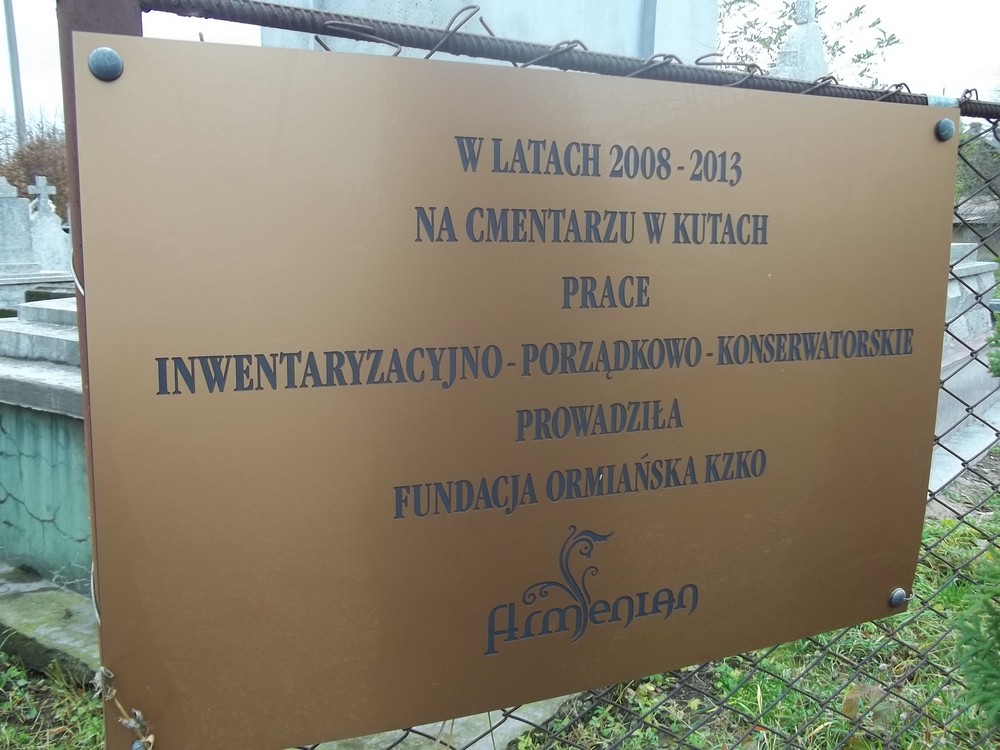 W LATACH 2008 - 2013
NA CMENTARZU W KUTACH
PRACE
INWENTARYZACYJNO - PORZĄDKOWO - KONSERWATORSKIE
PROWADZIŁA
FUNDACJA ORMIAŃSKA KZKO
ARMENIAN